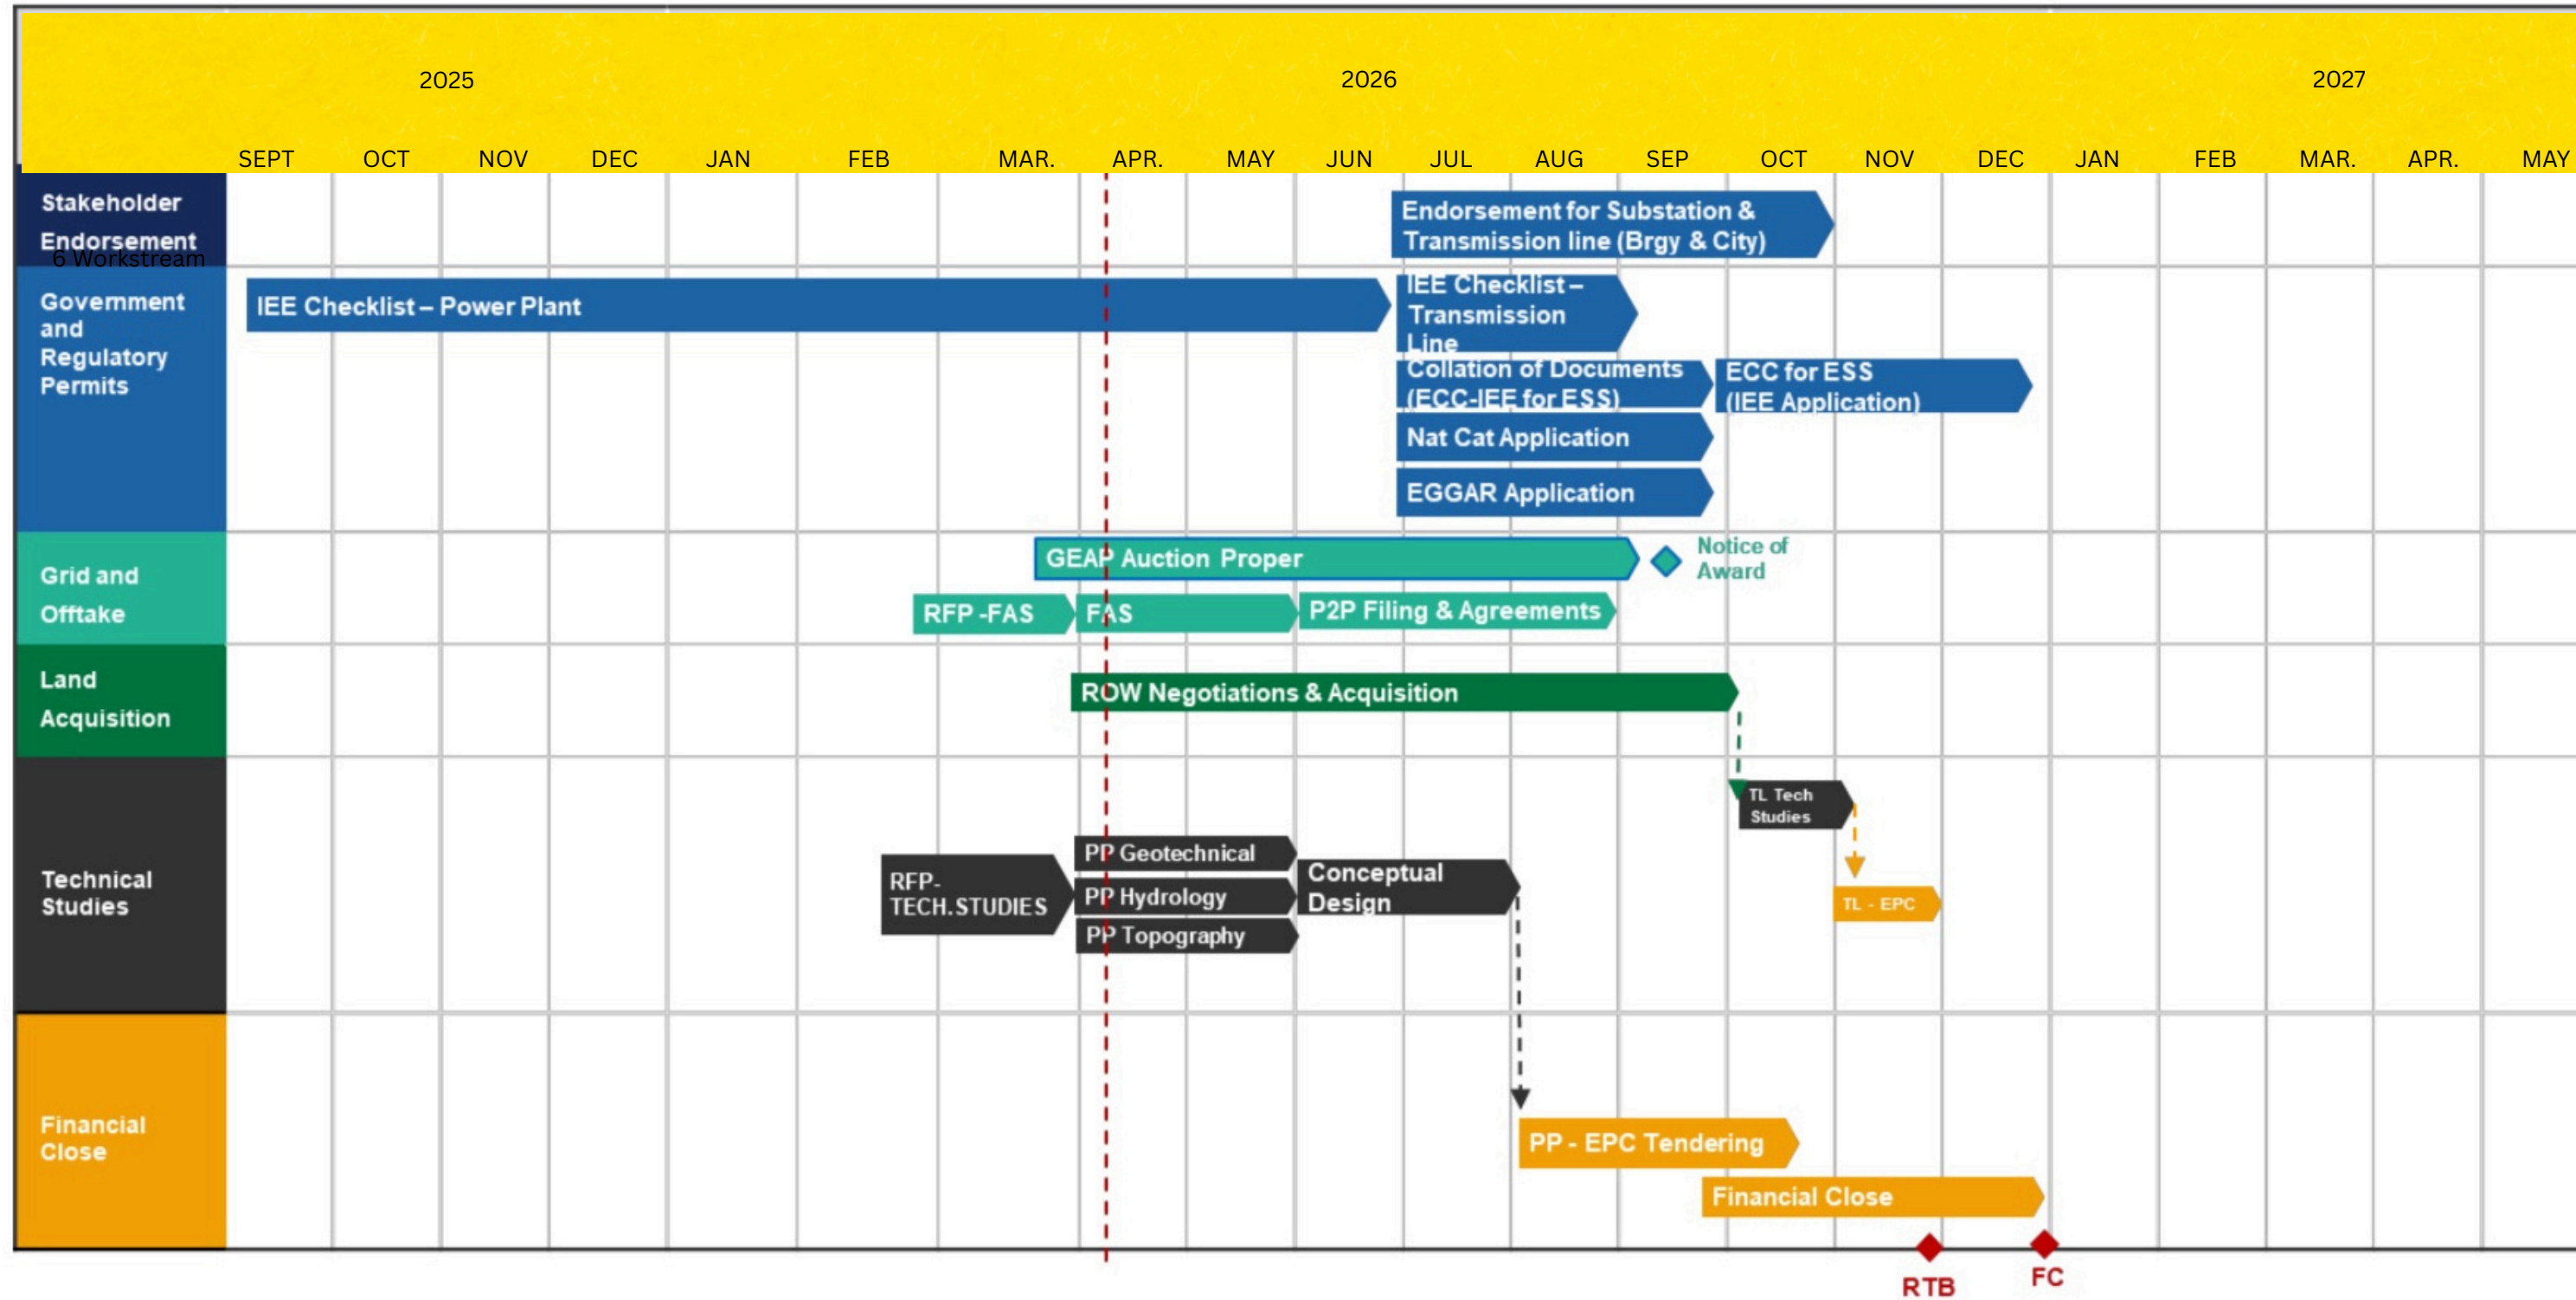 2025 2026 2027
SEPT OCT NOV DEC JAN FEB MAR. APR. MAY JUN JUL AUG SEP OCT NOV DEC JAN FEB MAR. APR. MAY
Stakeholder
Endorsement
6 Workstream
Endorsement for Substation &
Transmission line (Brgy & City)
Government
and
Regulatory
Permits
IEE Checklist – Power Plant
IEE Checklist –
Transmission
Line
Collation of Documents
(ECC-IEE for ESS)
ECC for ESS
(IEE Application)
Nat Cat Application
EGGAR Application
Grid and
Offtake
GEAP Auction Proper
Notice of
Award
RFP -FAS
FAS
P2P Filing & Agreements
Land
Acquisition
ROW Negotiations & Acquisition
Technical
Studies
TL Tech
Studies
RFP-
TECH.STUDIES
PP Geotechnical
PP Hydrology
PP Topography
Conceptual
Design
TL - EPC
Financial
Close
PP - EPC Tendering
Financial Close
RTB
FC